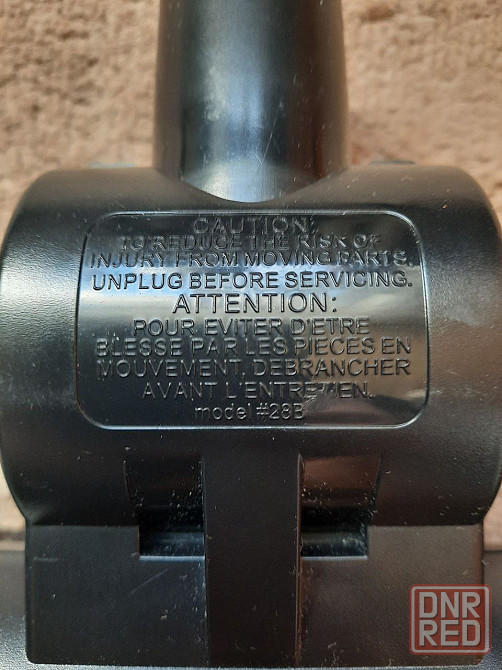 CAUTION:
TO REDUCE THE RISK OF
INJURY FROM MOVING PARTS,
UNPLUG BEFORE SERVICING.
ATTENTION:
POUR EVITER D'ETRE
BLESSE PAR LES PIECES EN
MOUVEMENT, DEBRANCHER
AVANT L'ENTRETIEN.
model #28B
DNR
RED